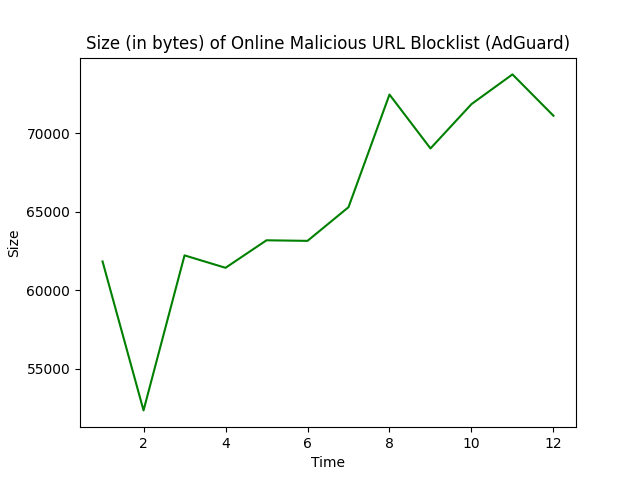 Size (in bytes) of Online Malicious URL Blocklist (AdGuard)
70000
65000
60000
55000
Size
2 4 6 8 10 12
Time